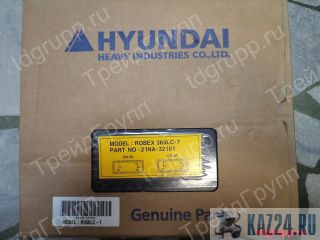 HYUNDAI
HEAVY INDUSTRIES CO.,LTD.
MODEL : ROBEX 360LC-7
PART NO : 21NA-32101
MODEL : R360LC-7
Genuine Parts
tdgrupp.ru
Трейдгрупп
KAZ24.RU